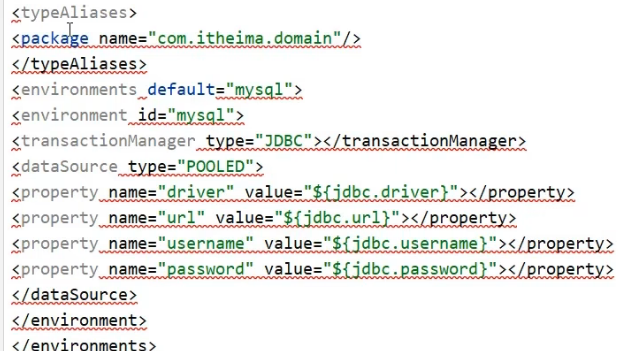 <typeAliases>
<package name="com.itheima.domain"/>
</typeAliases>
<environments default="mysql">
<environment id="mysql">
<transactionManager type="JDBC"></transactionManager>
<dataSource type="POOLED">
<property name="driver" value="${jdbc.driver}"></property>
<property name="url" value="${jdbc.url}"></property>
<property name="username" value="${jdbc.username}"></property>
<property name="password" value="${jdbc.password}"></property>
</dataSource>
</environment>
</environments>